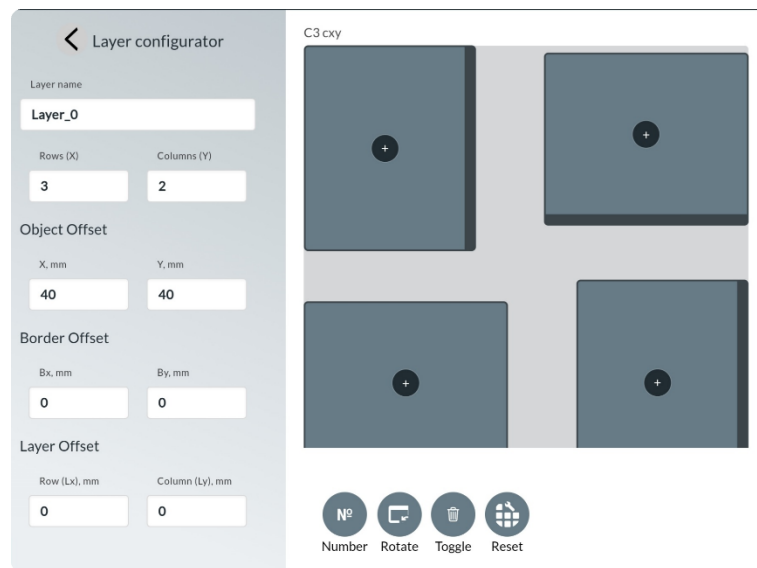 Layer configurator
Layer name
Layer_0
Rows (X) Columns (Y)
3 2
Object Offset
X, mm Y, mm
40 40
Border Offset
Bx, mm By, mm
0 0
Layer Offset
Row (Lx), mm Column (Ly), mm
0 0
C3 cxy
+ +
+ +
Nº
Number Rotate Toggle Reset